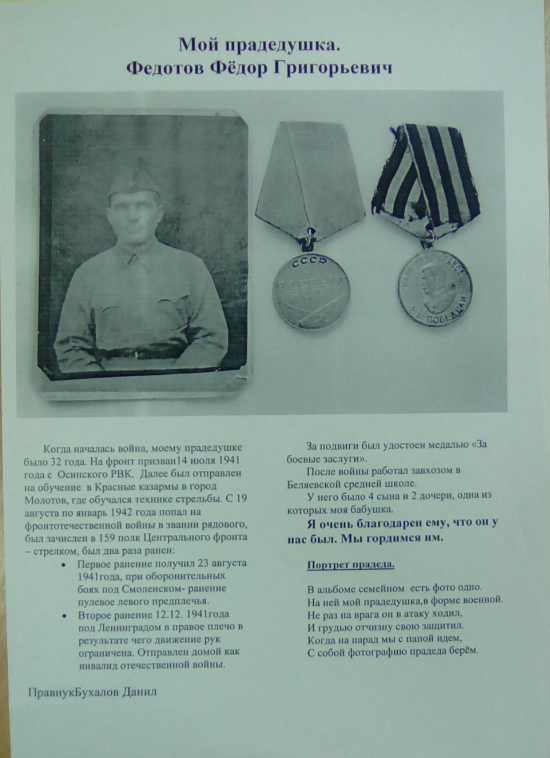 Мой прадедушка.
Федотов Фёдор Григорьевич
СССР
МЫ ПОБЕДИЛИ
Когда началась война, моему прадедушке
было 32 года. На фронт призван14 июля 1941
года с  Осинского РВК.  Далее был отправлен
на обучение  в Красные казармы в город
Молотов, где обучался технике стрельбы. С 19
августа по январь 1942 года попал на
фронтотечественной войны в звании рядового,
был зачислен в 159 полк Центрального фронта
– стрелком, был два раза ранен:
• Первое ранение получил 23 августа
1941года, при оборонительных
боях под Смоленском- ранение
пулевое левого предплечья.
• Второе ранение 12.12. 1941года
под Ленинградом в правое плечо в
результате чего движение рук
ограничена. Отправлен домой как
инвалид отечественной войны.
ПравнукБухалов Данил
За подвиги был удостоен медалью «За
боевые заслуги».
После войны работал завхозом в
Беляевской средней школе.
У него было 4 сына и 2 дочери, одна из
которых моя бабушка.
Я очень благодарен ему, что он у
нас был. Мы гордимся им.
Портрет прадеда.
В альбоме семейном  есть фото одно.
На ней мой прадедушка,в форме военной.
Не раз на врага он в атаку ходил,
И грудью отчизну свою защитил.
Когда на парад мы с папой идем,
С собой фотографию прадеда берём.